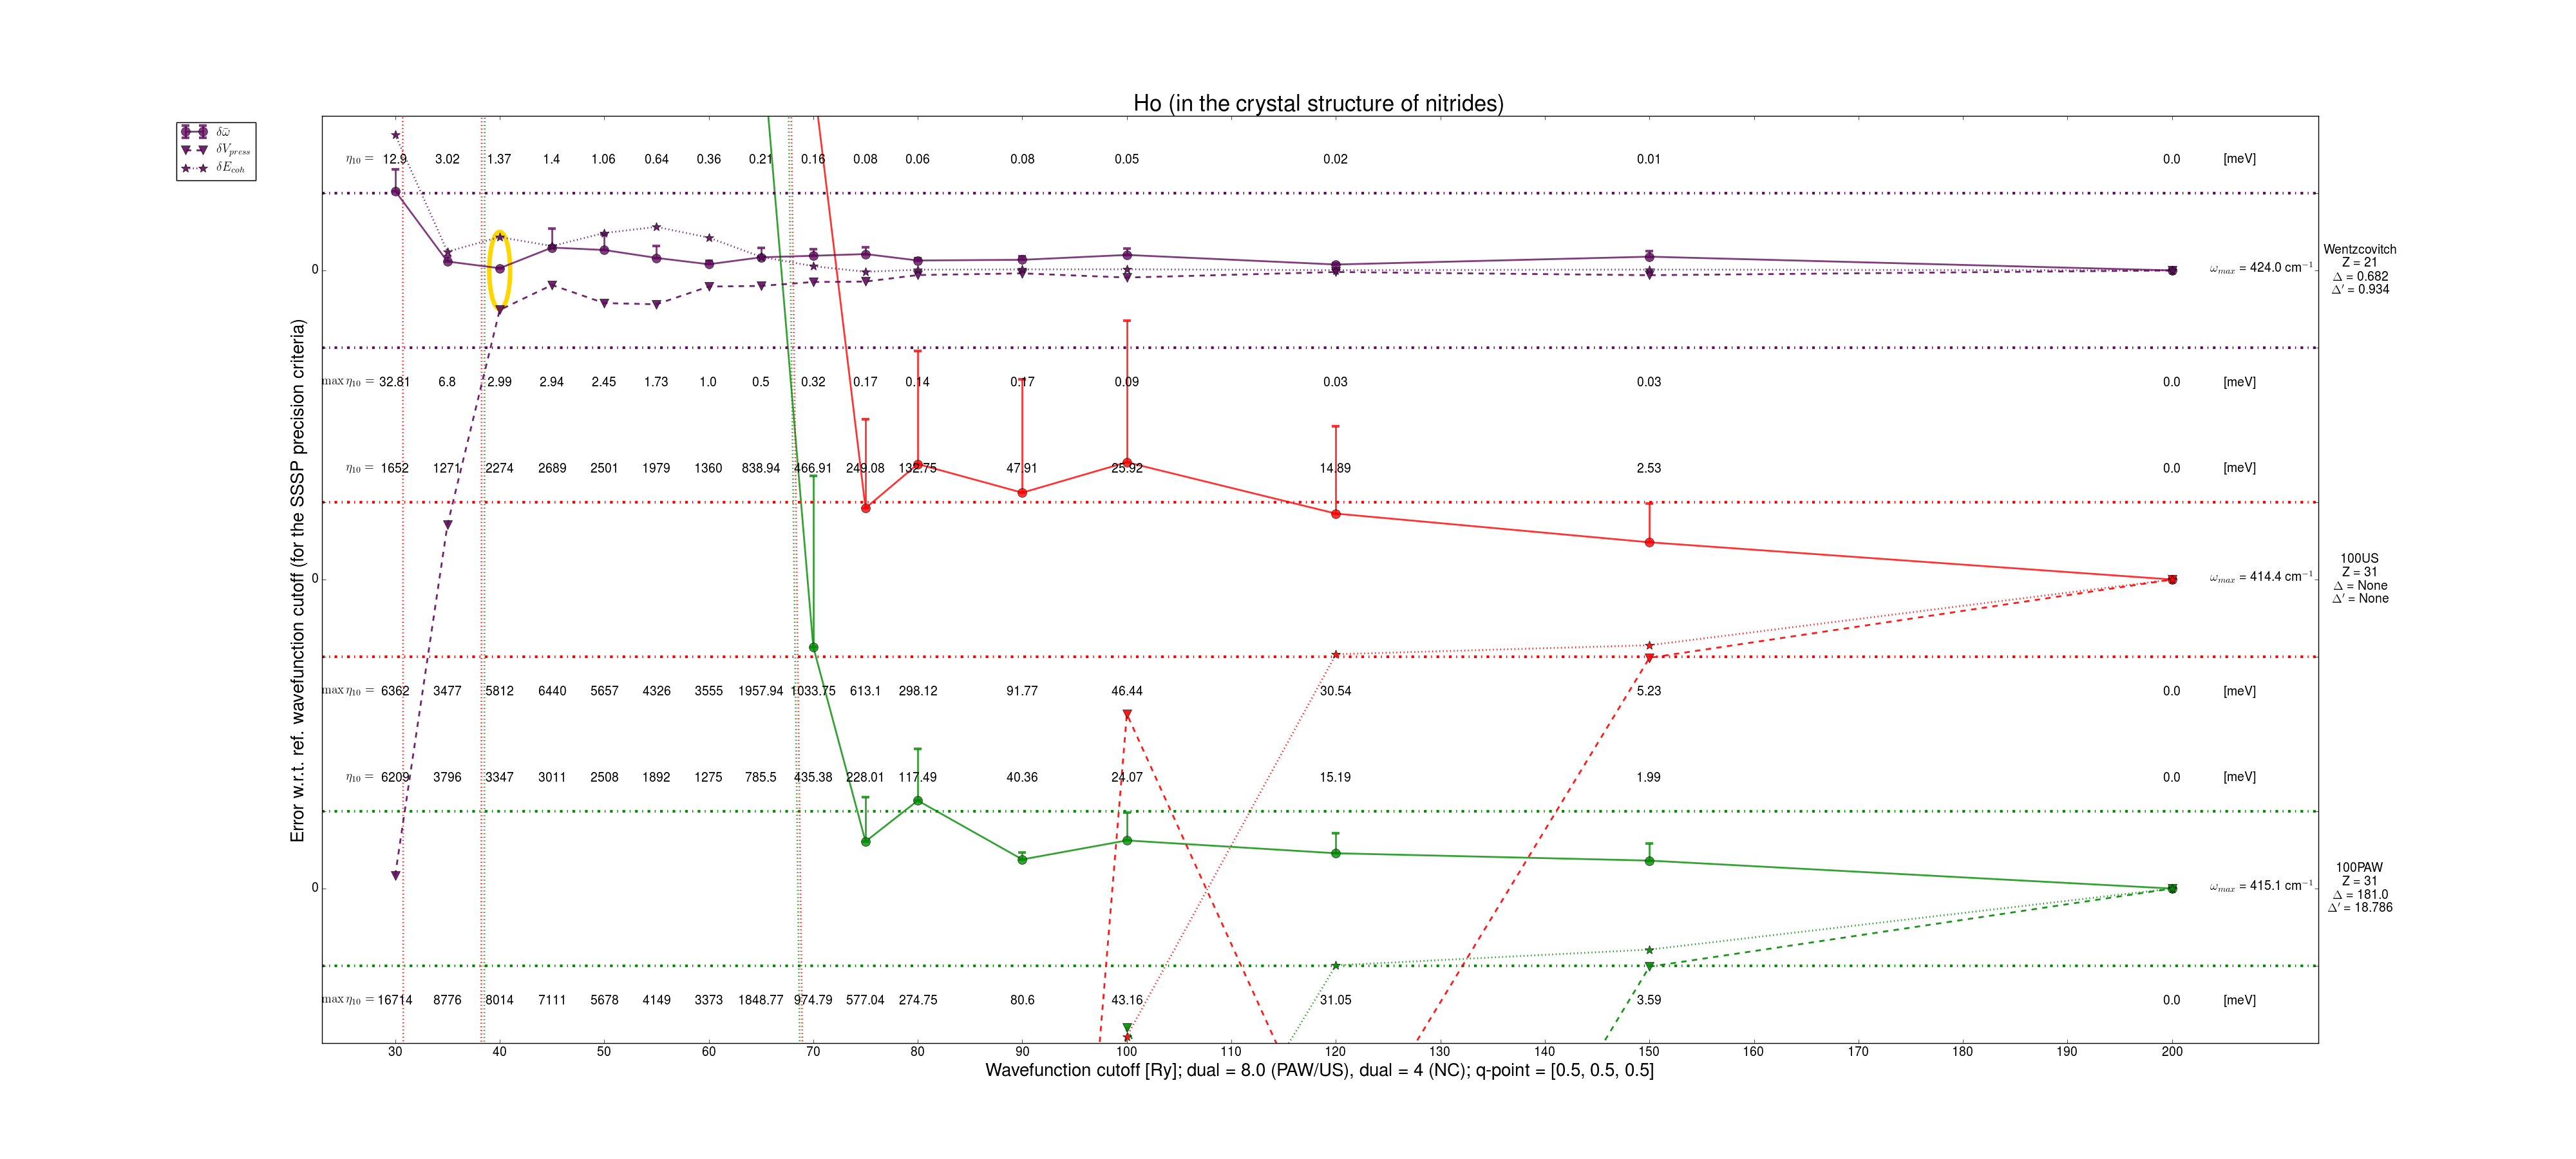 Ho (in the crystal structure of nitrides)
δω̄
δV_press
δE_coh
η₁₀ = 12.9 3.02 1.37 1.4 1.06 0.64 0.36 0.21 0.16 0.08 0.06 0.08 0.05 0.02 0.01 0.0 [meV]
0
ω_max = 424.0 cm⁻¹
Wentzcovitch
Z = 21
Δ = 0.682
Δ′ = 0.934
max η₁₀ = 32.81 6.8 2.99 2.94 2.45 1.73 1.0 0.5 0.32 0.17 0.14 0.17 0.09 0.03 0.03 0.0 [meV]
η₁₀ = 1652 1271 2274 2689 2501 1979 1360 838.94 466.91 249.08 132.75 47.91 25.92 14.89 2.53 0.0 [meV]
0
ω_max = 414.4 cm⁻¹
100US
Z = 31
Δ = None
Δ′ = None
max η₁₀ = 6362 3477 5812 6440 5657 4326 3555 1957.94 1033.75 613.1 298.12 91.77 46.44 30.54 5.23 0.0 [meV]
η₁₀ = 6209 3796 3347 3011 2508 1892 1275 785.5 435.38 228.01 117.49 40.36 24.07 15.19 1.99 0.0 [meV]
0
ω_max = 415.1 cm⁻¹
100PAW
Z = 31
Δ = 181.0
Δ′ = 18.786
max η₁₀ = 16714 8776 8014 7111 5678 4149 3373 1848.77 974.79 577.04 274.75 80.6 43.16 31.05 3.59 0.0 [meV]
30 40 50 60 70 80 90 100 110 120 130 140 150 160 170 180 190 200
Wavefunction cutoff [Ry]; dual = 8.0 (PAW/US), dual = 4 (NC); q-point = [0.5, 0.5, 0.5]
Error w.r.t. ref. wavefunction cutoff (for the SSSP precision criteria)